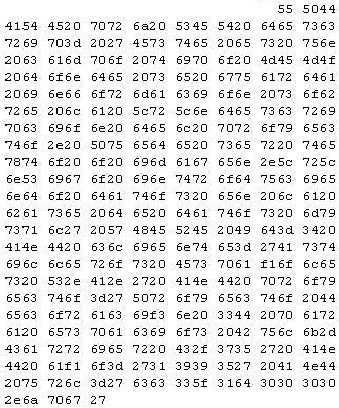 55 5044
4154 4520 7072 6a20 5345 5420 6465 7363
7269 703d 2027 4573 7465 2065 7320 756e
2063 616d 706f 2074 6970 6f20 4d45 4d4f
2064 6f6e 6465 2073 6520 6775 6172 6461
2069 6e66 6f72 6d61 6369 6f6e 2073 6f62
7265 206c 6120 5c72 5c6e 6465 7363 7269
7063 696f 6e20 6465 6c20 7072 6f79 6563
746f 2e20 5075 6564 6520 7365 7220 7465
7874 6f20 6f20 696d 6167 656e 2e5c 725c
6e53 6967 6f20 696e 7472 6f64 7563 6965
6e64 6f20 6461 746f 7320 656e 206c 6120
6261 7365 2064 6520 6461 746f 7320 6d79
7371 6c27 2057 4845 5245 2049 643d 3420
414e 4420 636c 6965 6e74 653d 2741 7374
696c 6c65 726f 7320 4573 7061 f16f 6c65
7320 532e 412e 2720 414e 4420 7072 6f79
6563 746f 3d27 5072 6f79 6563 746f 2044
6563 6f72 6163 69f3 6e20 3344 2070 6172
6120 6573 7061 6369 6f73 2042 756c 6b2d
4361 7272 6965 7220 432f 3735 2720 414e
4420 61f1 6f3d 2731 3939 3527 2041 4e44
2075 726c 3d27 6363 335f 3164 3030 3030
2e6a 7067 27